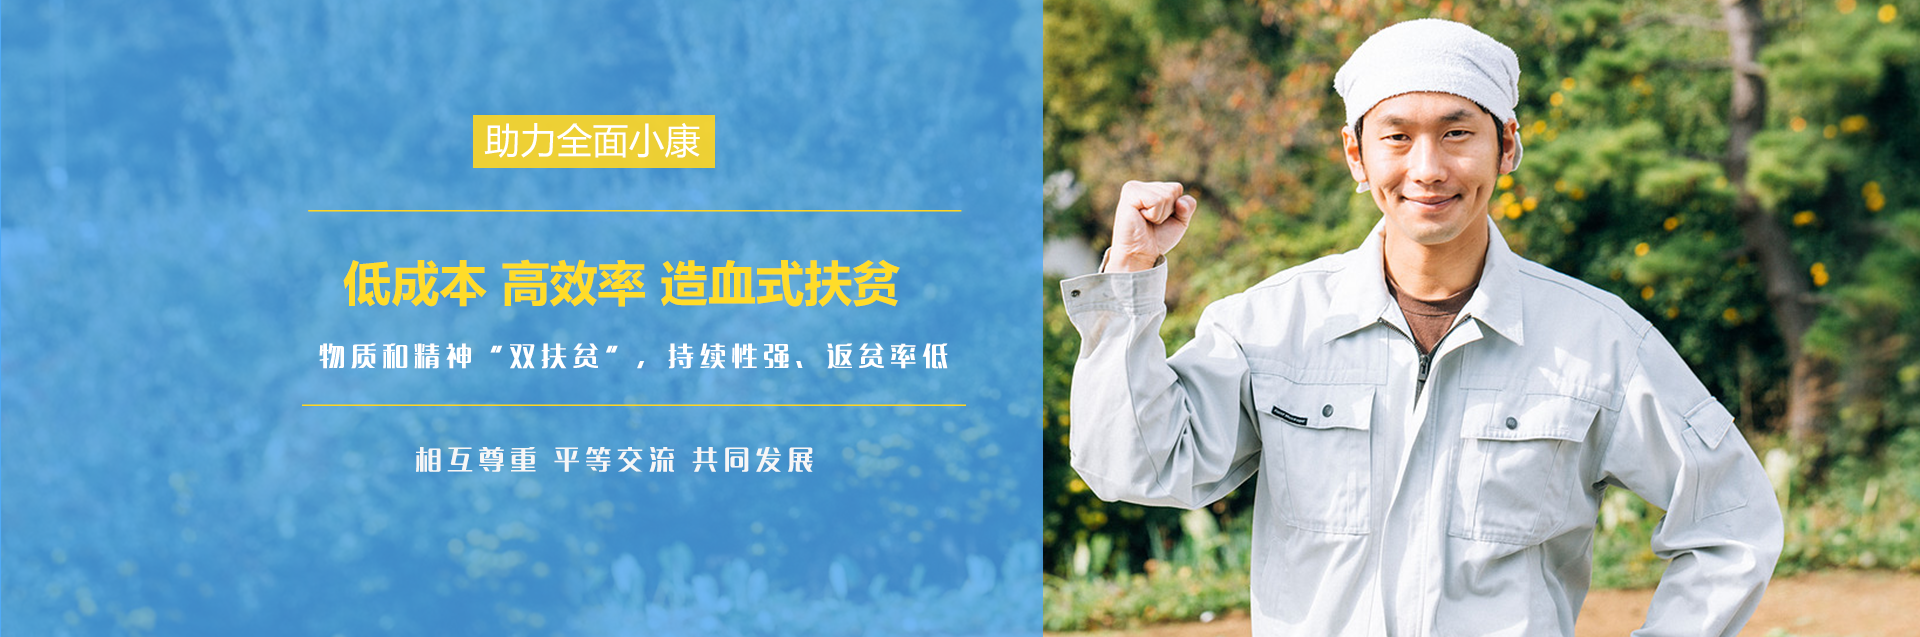 助力全面小康
低成本 高效率 造血式扶贫
物质和精神“双扶贫”，持续性强、返贫率低
相互尊重 平等交流 共同发展